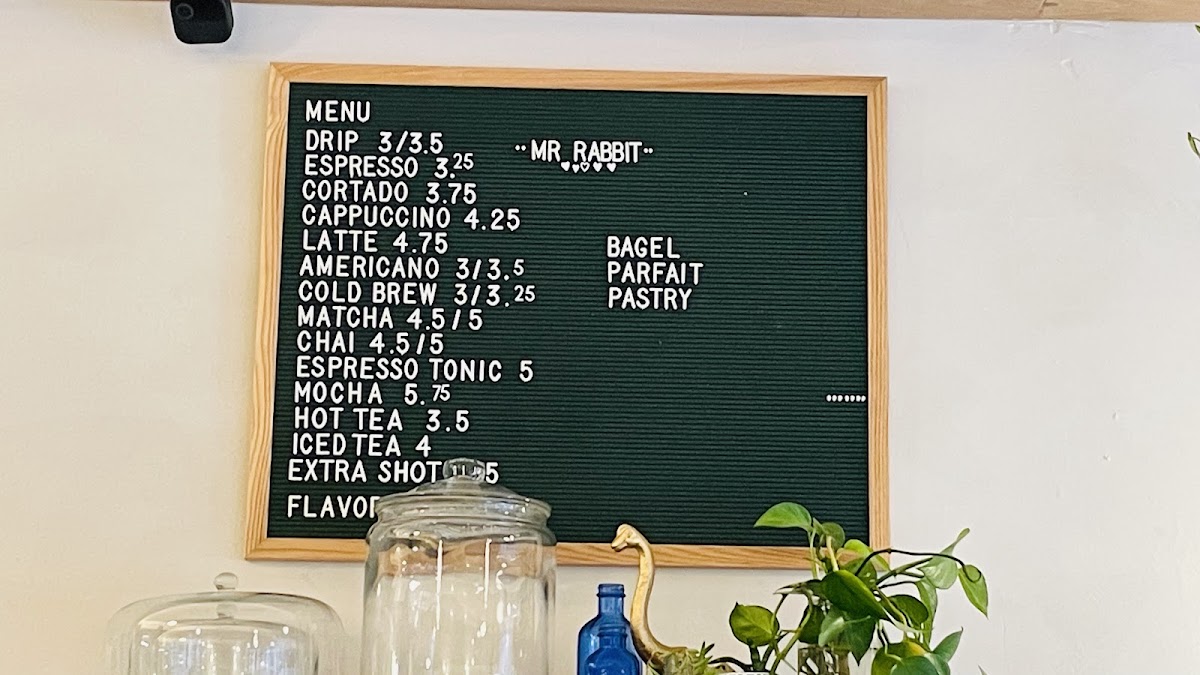 MENU
DRIP 3/3.5
ESPRESSO 3.25
CORTADO 3.75
CAPPUCCINO 4.25
LATTE 4.75
AMERICANO 3/3.5
COLD BREW 3/3.25
MATCHA 4.5/5
CHAI 4.5/5
ESPRESSO TONIC 5
MOCHA 5.75
HOT TEA 3.5
ICED TEA 4
EXTRA SHOT
MR RABBIT
BAGEL
PARFAIT
PASTRY